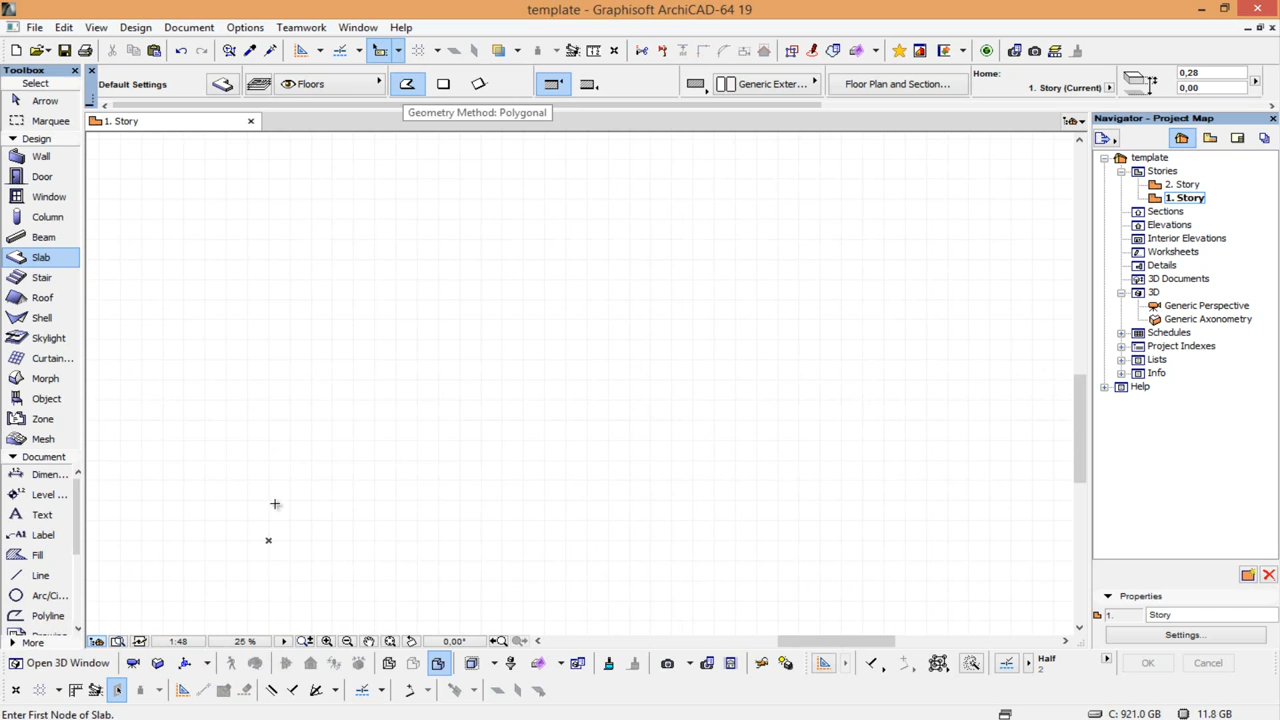 template - Graphisoft ArchiCAD-64 19
File Edit View Design Document Options Teamwork Window Help
Toolbox
Select
Arrow
Marquee
Design
Wall
Door
Window
Column
Beam
Slab
Stair
Roof
Shell
Skylight
Curtain...
Morph
Object
Zone
Mesh
Document
Dimen...
Level ...
Text
Label
Fill
Line
Arc/Ci...
Polyline
More
Default Settings
Floors
Generic Exter...
Floor Plan and Section...
Home:
1. Story (Current)
0,28
0,00
Geometry Method: Polygonal
1. Story
Navigator - Project Map
template
Stories
2. Story
1. Story
Sections
Elevations
Interior Elevations
Worksheets
Details
3D Documents
3D
Generic Perspective
Generic Axonometry
Schedules
Project Indexes
Lists
Info
Help
Properties
1. Story
Settings...
1:48
25 %
0,00°
Open 3D Window
Half
2
OK Cancel
Enter First Node of Slab.
C: 921.0 GB
11.8 GB